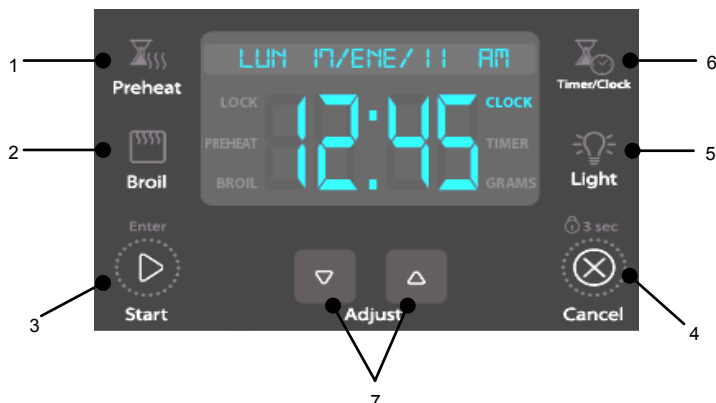 1
Preheat
2
Broil
Enter
3
Start
LUN 17/ENE/11 AM
LOCK
CLOCK
PREHEAT
12:45
TIMER
BROIL
GRAMS
6
Timer/Clock
5
Light
3 sec
4
Cancel
Adjust
7